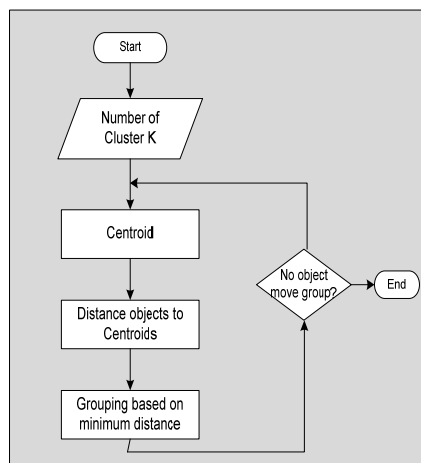 Start
Number of
Cluster K
Centroid
Distance objects to
Centroids
Grouping based on
minimum distance
No object
move group?
End